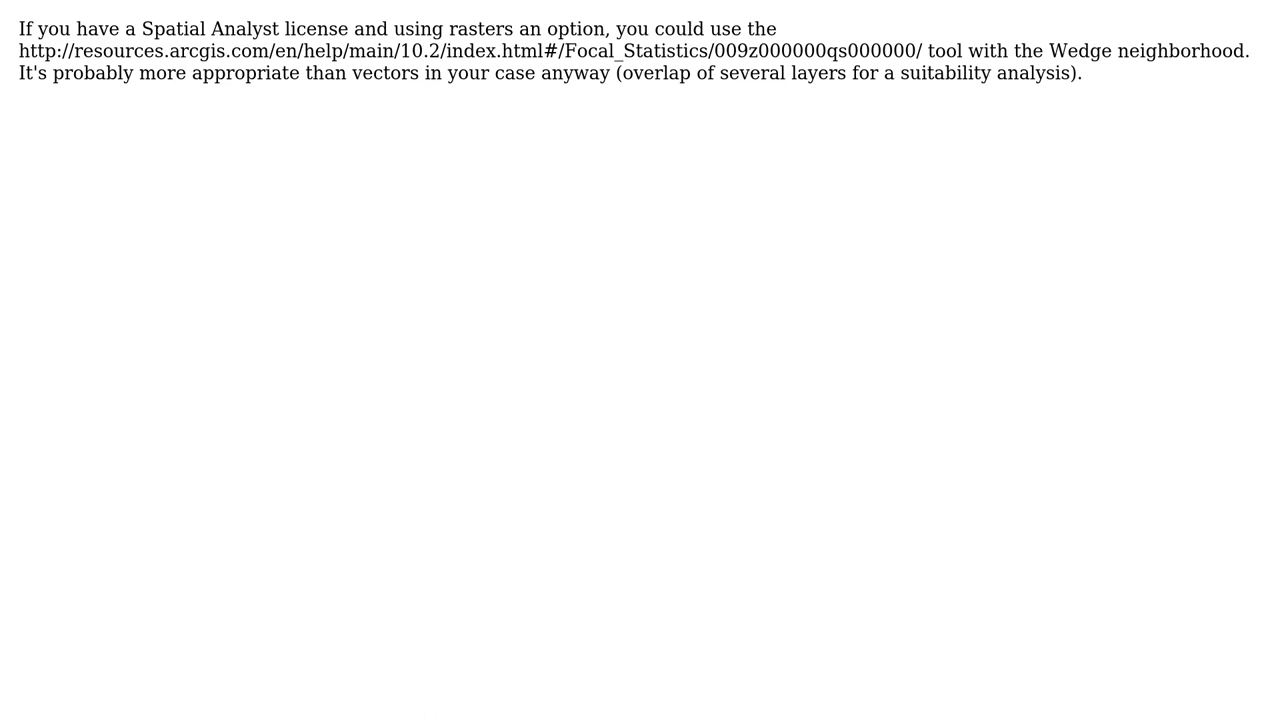 If you have a Spatial Analyst license and using rasters an option, you could use the
http://resources.arcgis.com/en/help/main/10.2/index.html#/Focal_Statistics/009z000000qs000000/ tool with the Wedge neighborhood.
It's probably more appropriate than vectors in your case anyway (overlap of several layers for a suitability analysis).